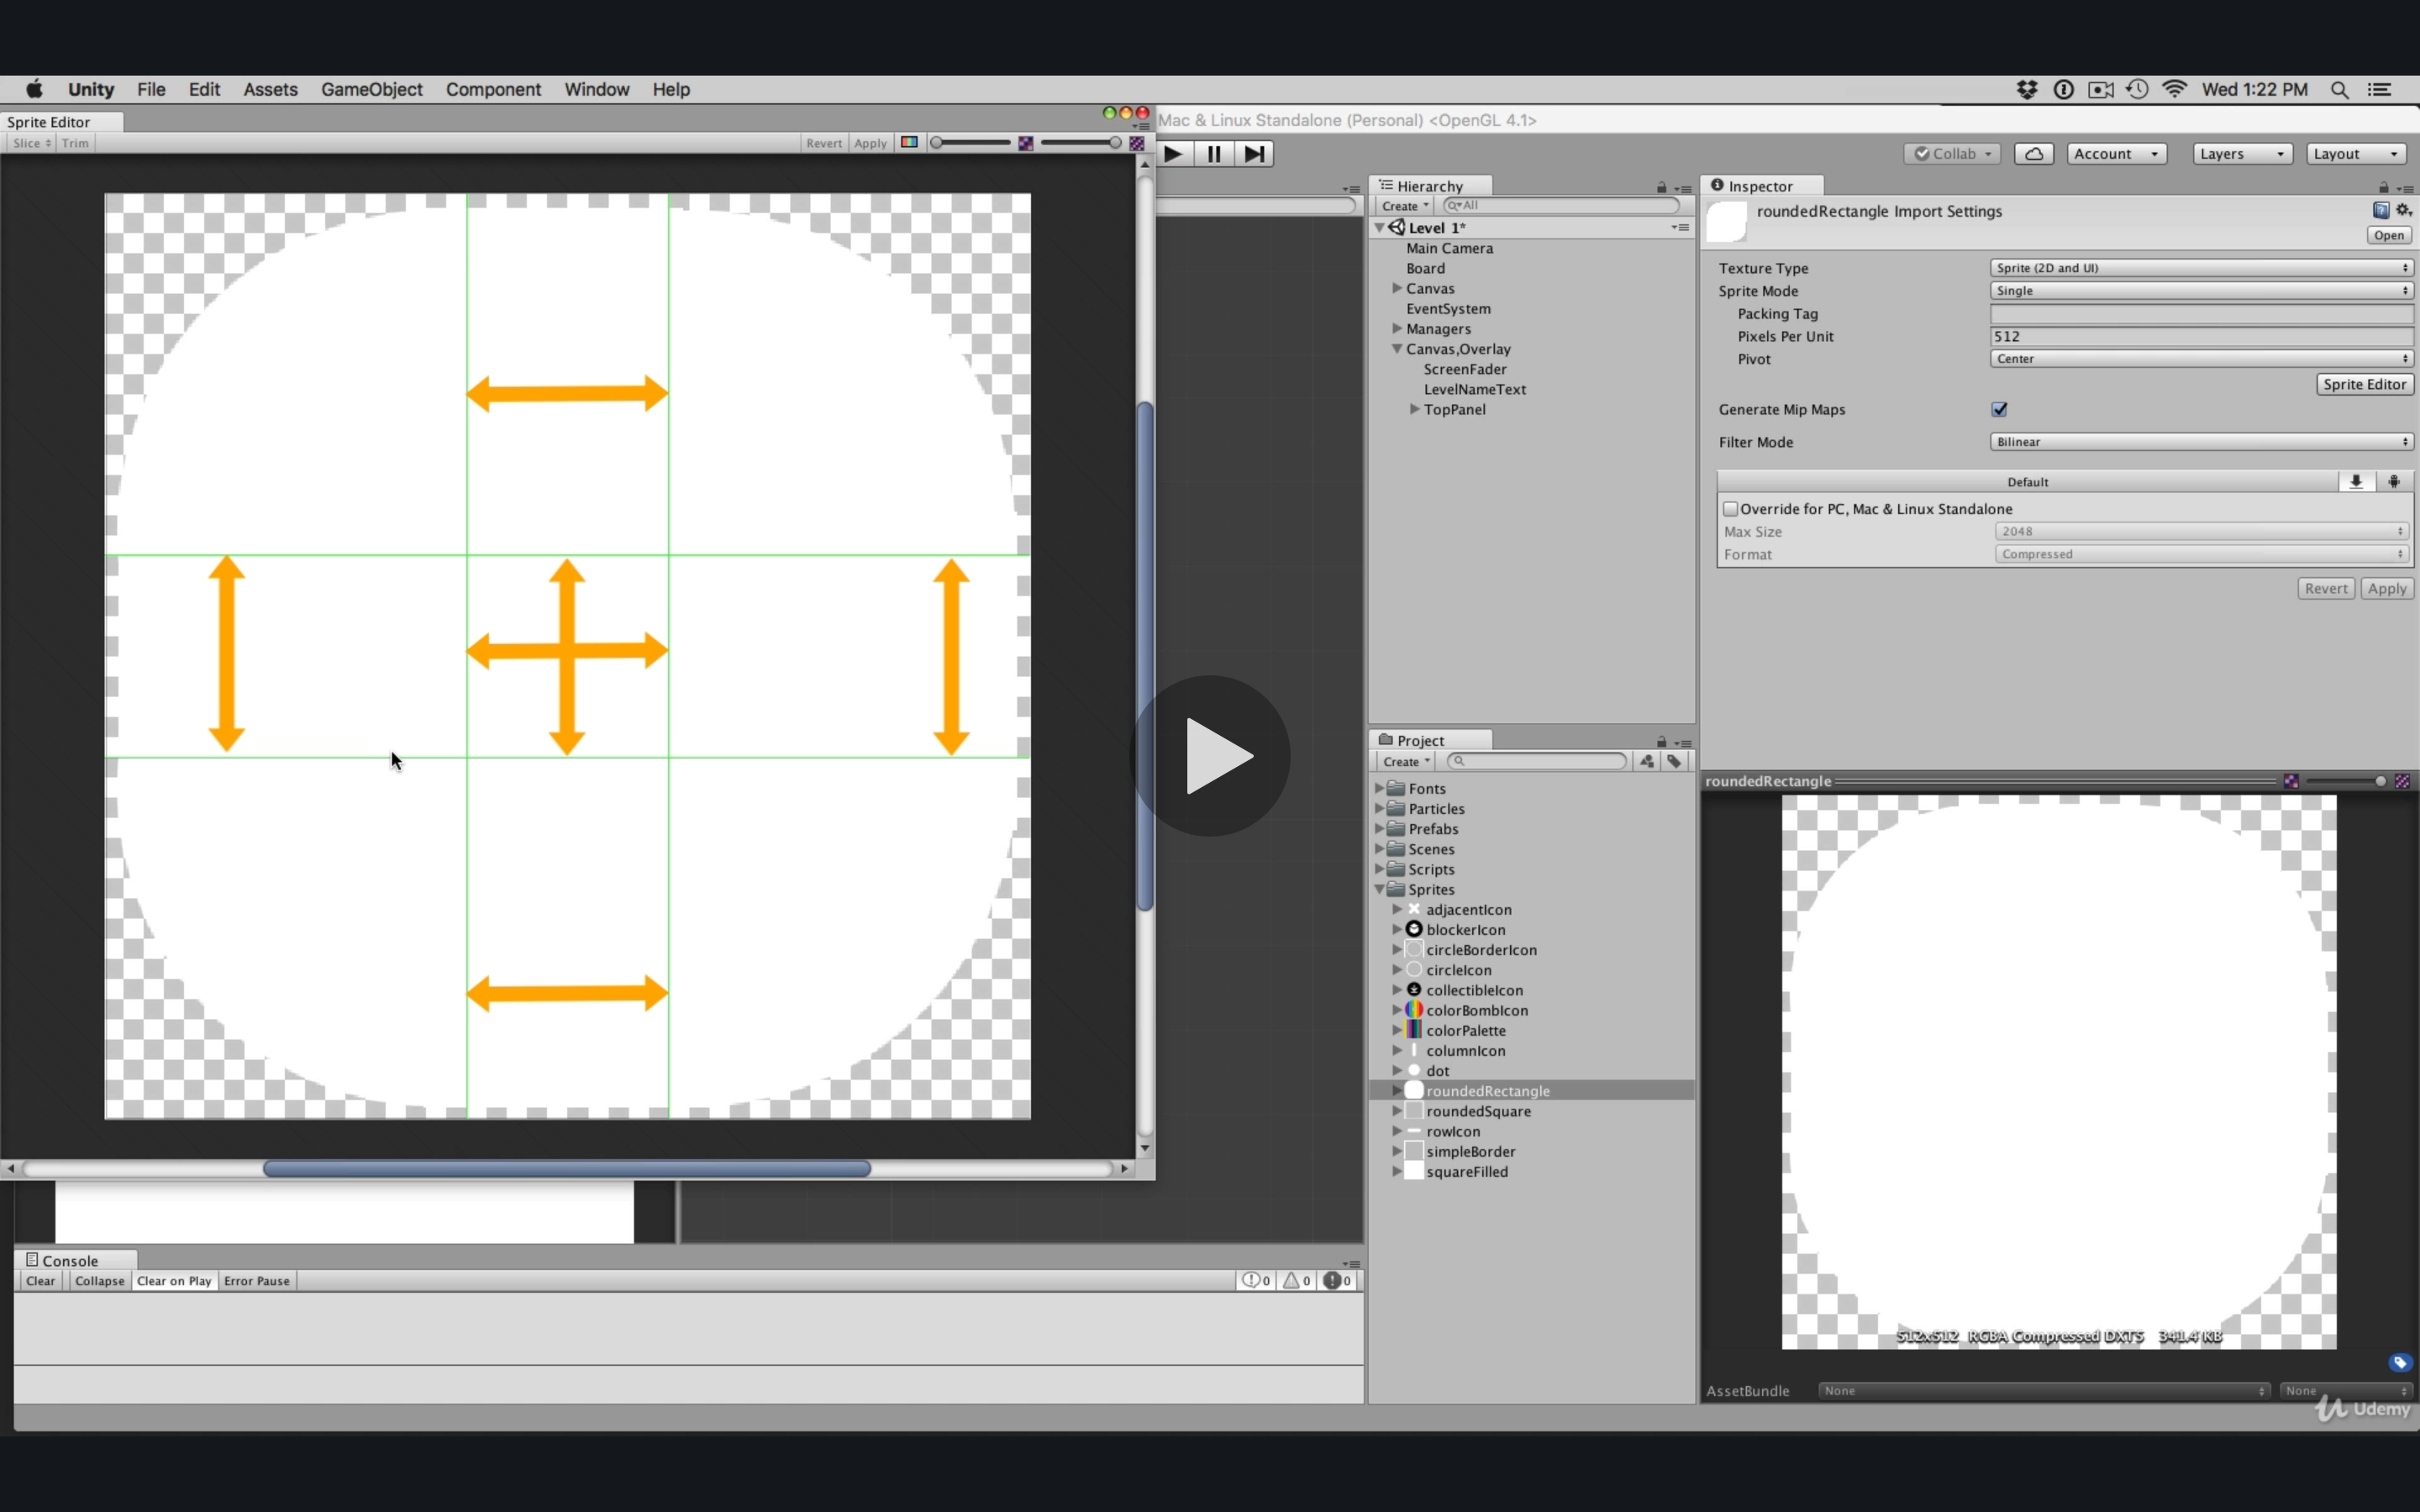 Unity File Edit Assets GameObject Component Window Help Wed 1:22 PM
Sprite Editor
Slice Trim Revert Apply
Mac & Linux Standalone (Personal) <OpenGL 4.1>
Collab Account Layers Layout
Hierarchy
Create All
Level 1*
Main Camera
Board
Canvas
EventSystem
Managers
Canvas,Overlay
ScreenFader
LevelNameText
TopPanel
Project
Create
Fonts
Particles
Prefabs
Scenes
Scripts
Sprites
adjacentIcon
blockerIcon
circleBorderIcon
circleIcon
collectibleIcon
colorBombIcon
colorPalette
columnIcon
dot
roundedRectangle
roundedSquare
rowIcon
simpleBorder
squareFilled
Inspector
roundedRectangle Import Settings
Open
Texture Type Sprite (2D and UI)
Sprite Mode Single
Packing Tag
Pixels Per Unit 512
Pivot Center
Sprite Editor
Generate Mip Maps
Filter Mode Bilinear
Default
Override for PC, Mac & Linux Standalone
Max Size 2048
Format Compressed
Revert Apply
roundedRectangle
512x512 RGBA Compressed DXT5 341.4 KB
AssetBundle None None
Udemy
Console
Clear Collapse Clear on Play Error Pause 0 0 0